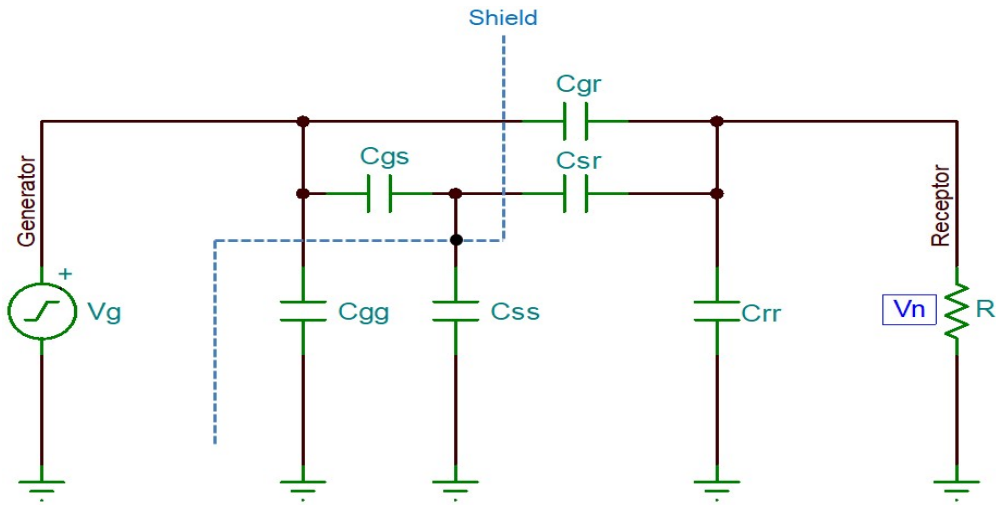 Shield
Cgr
Cgs
Csr
Generator
Receptor
+
Vg
Cgg
Css
Crr
Vn
R